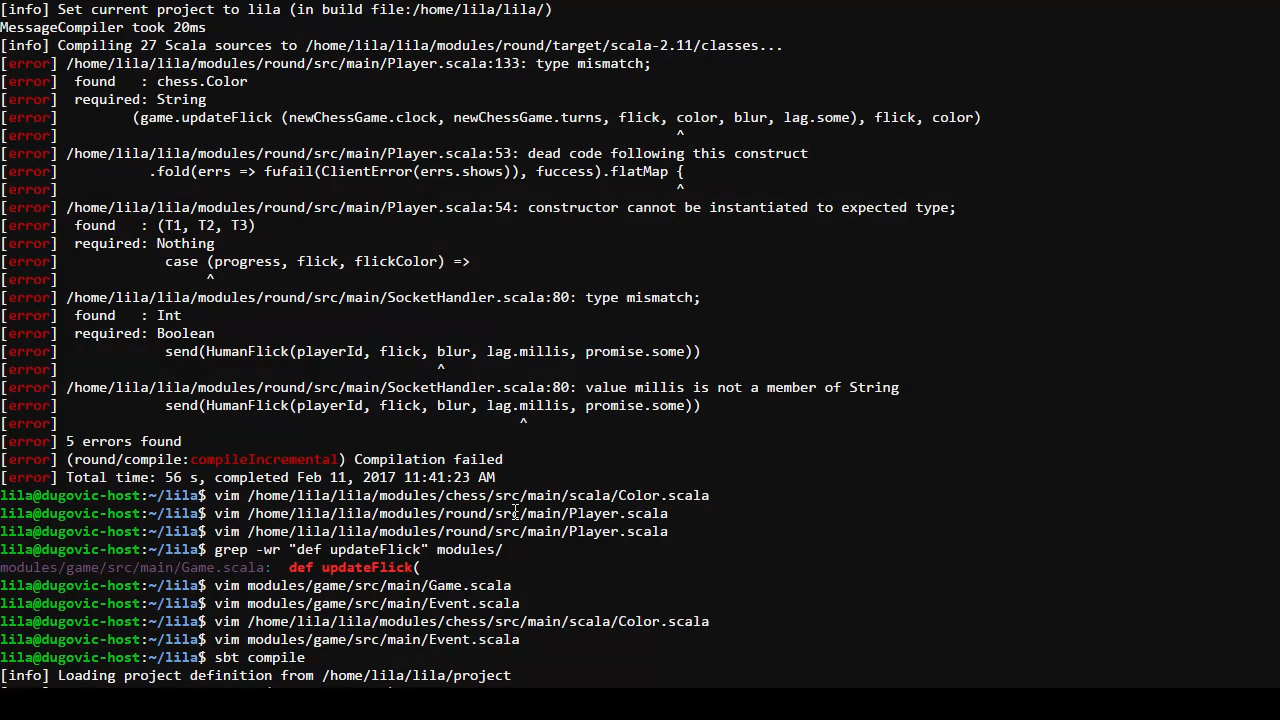 [info] Set current project to lila (in build file:/home/lila/lila/)
MessageCompiler took 20ms
[info] Compiling 27 Scala sources to /home/lila/lila/modules/round/target/scala-2.11/classes...
[error] /home/lila/lila/modules/round/src/main/Player.scala:133: type mismatch;
[error]  found   : chess.Color
[error]  required: String
[error]         (game.updateFlick (newChessGame.clock, newChessGame.turns, flick, color, blur, lag.some), flick, color)
[error]                                                                           ^
[error] /home/lila/lila/modules/round/src/main/Player.scala:53: dead code following this construct
[error]           .fold(errs => fufail(ClientError(errs.shows)), fuccess).flatMap {
[error]                                                                           ^
[error] /home/lila/lila/modules/round/src/main/Player.scala:54: constructor cannot be instantiated to expected type;
[error]  found   : (T1, T2, T3)
[error]  required: Nothing
[error]             case (progress, flick, flickColor) =>
[error]                  ^
[error] /home/lila/lila/modules/round/src/main/SocketHandler.scala:80: type mismatch;
[error]  found   : Int
[error]  required: Boolean
[error]             send(HumanFlick(playerId, flick, blur, lag.millis, promise.some))
[error]                                              ^
[error] /home/lila/lila/modules/round/src/main/SocketHandler.scala:80: value millis is not a member of String
[error]             send(HumanFlick(playerId, flick, blur, lag.millis, promise.some))
[error]                                                        ^
[error] 5 errors found
[error] (round/compile:compileIncremental) Compilation failed
[error] Total time: 56 s, completed Feb 11, 2017 11:41:23 AM
lila@dugovic-host:~/lila$ vim /home/lila/lila/modules/chess/src/main/scala/Color.scala
lila@dugovic-host:~/lila$ vim /home/lila/lila/modules/round/src/main/Player.scala
lila@dugovic-host:~/lila$ vim /home/lila/lila/modules/round/src/main/Player.scala
lila@dugovic-host:~/lila$ grep -wr "def updateFlick" modules/
modules/game/src/main/Game.scala:  def updateFlick(
lila@dugovic-host:~/lila$ vim modules/game/src/main/Game.scala
lila@dugovic-host:~/lila$ vim modules/game/src/main/Event.scala
lila@dugovic-host:~/lila$ vim /home/lila/lila/modules/chess/src/main/scala/Color.scala
lila@dugovic-host:~/lila$ vim modules/game/src/main/Event.scala
lila@dugovic-host:~/lila$ sbt compile
[info] Loading project definition from /home/lila/lila/project